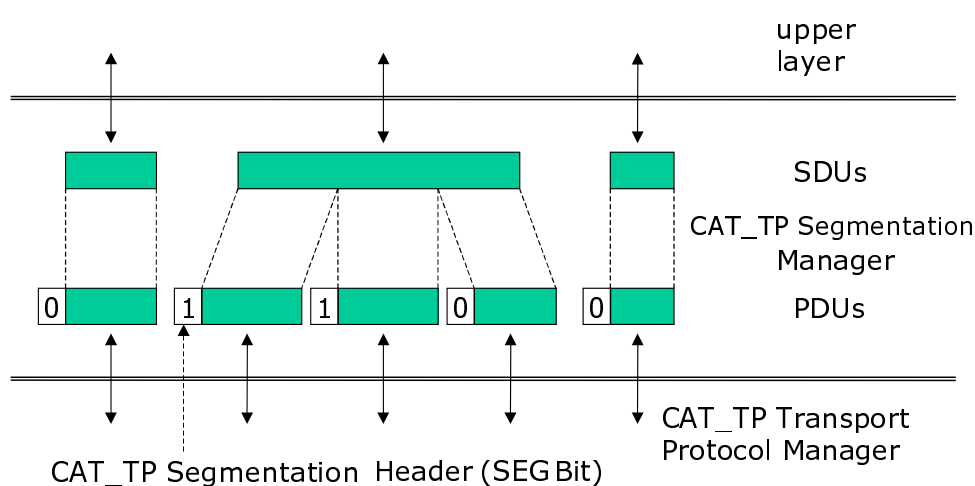 upper
layer
SDUs
CAT_TP Segmentation
Manager
0 1 1 0 0 PDUs
CAT_TP Transport
Protocol Manager
CAT_TP Segmentation Header (SEG Bit)